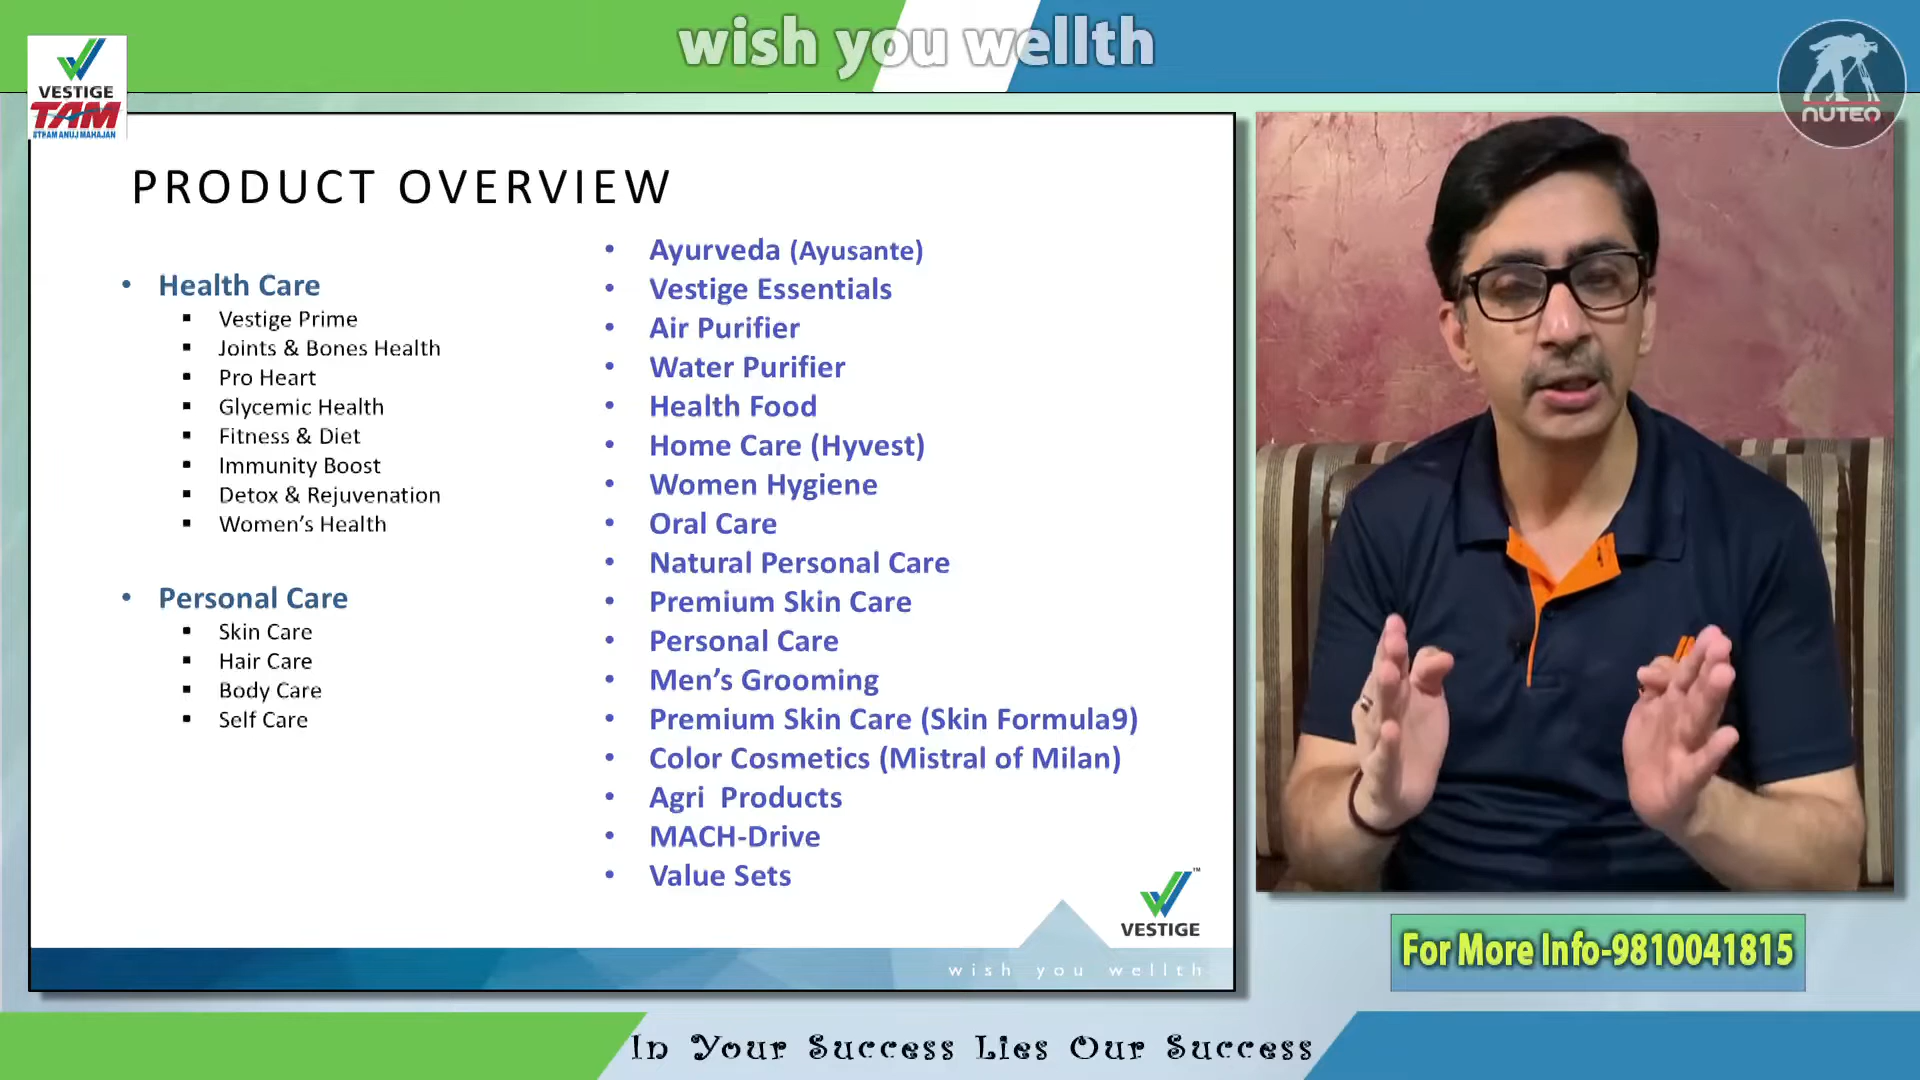 wish you wellth
VESTIGE
TAM
STEAM ANUJ MAHAJAN
NUTEQ
PRODUCT OVERVIEW
• Health Care
▪ Vestige Prime
▪ Joints & Bones Health
▪ Pro Heart
▪ Glycemic Health
▪ Fitness & Diet
▪ Immunity Boost
▪ Detox & Rejuvenation
▪ Women’s Health
• Personal Care
▪ Skin Care
▪ Hair Care
▪ Body Care
▪ Self Care
• Ayurveda (Ayusante)
• Vestige Essentials
• Air Purifier
• Water Purifier
• Health Food
• Home Care (Hyvest)
• Women Hygiene
• Oral Care
• Natural Personal Care
• Premium Skin Care
• Personal Care
• Men’s Grooming
• Premium Skin Care (Skin Formula9)
• Color Cosmetics (Mistral of Milan)
• Agri Products
• MACH-Drive
• Value Sets
VESTIGE™
wish you wellth
For More Info-9810041815
In Your Success Lies Our Success